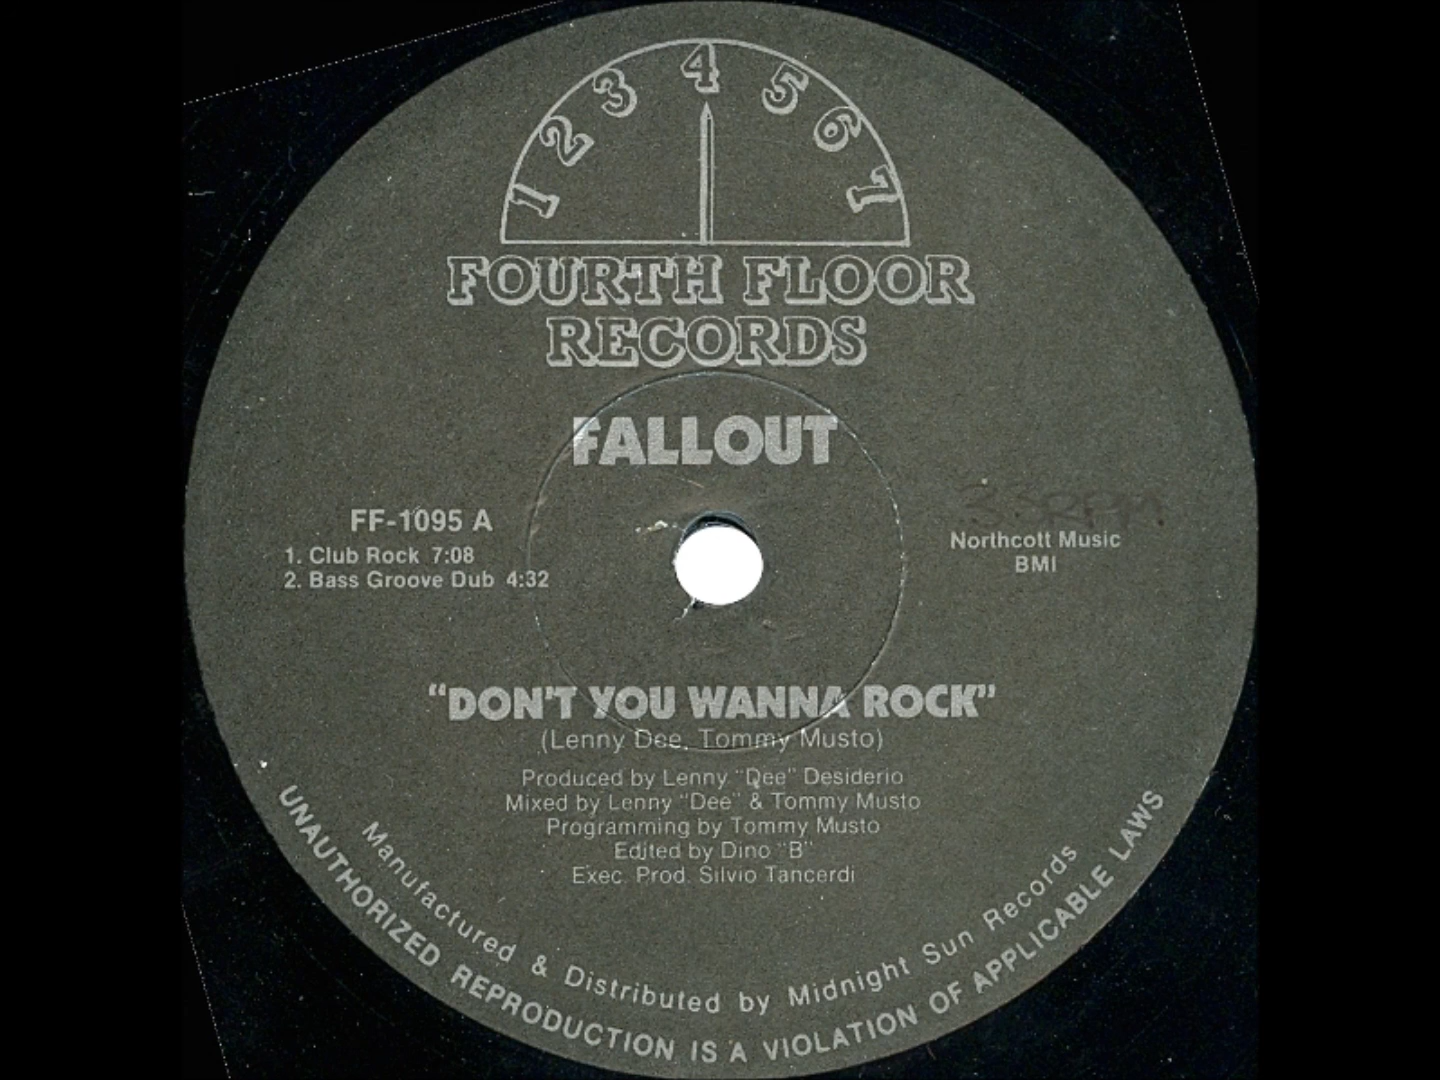 1 2 3 4 5 6 7
FOURTH FLOOR
RECORDS
FALLOUT
FF-1095 A
1. Club Rock 7:08
2. Bass Groove Dub 4:32
33RPM
Northcott Music
BMI
"DON'T YOU WANNA ROCK"
(Lenny Dee, Tommy Musto)
Produced by Lenny "Dee" Desiderio
Mixed by Lenny "Dee" & Tommy Musto
Programming by Tommy Musto
Edited by Dino "B"
Exec. Prod. Silvio Tancerdi
Manufactured & Distributed by Midnight Sun Records
UNAUTHORIZED REPRODUCTION IS A VIOLATION OF APPLICABLE LAWS